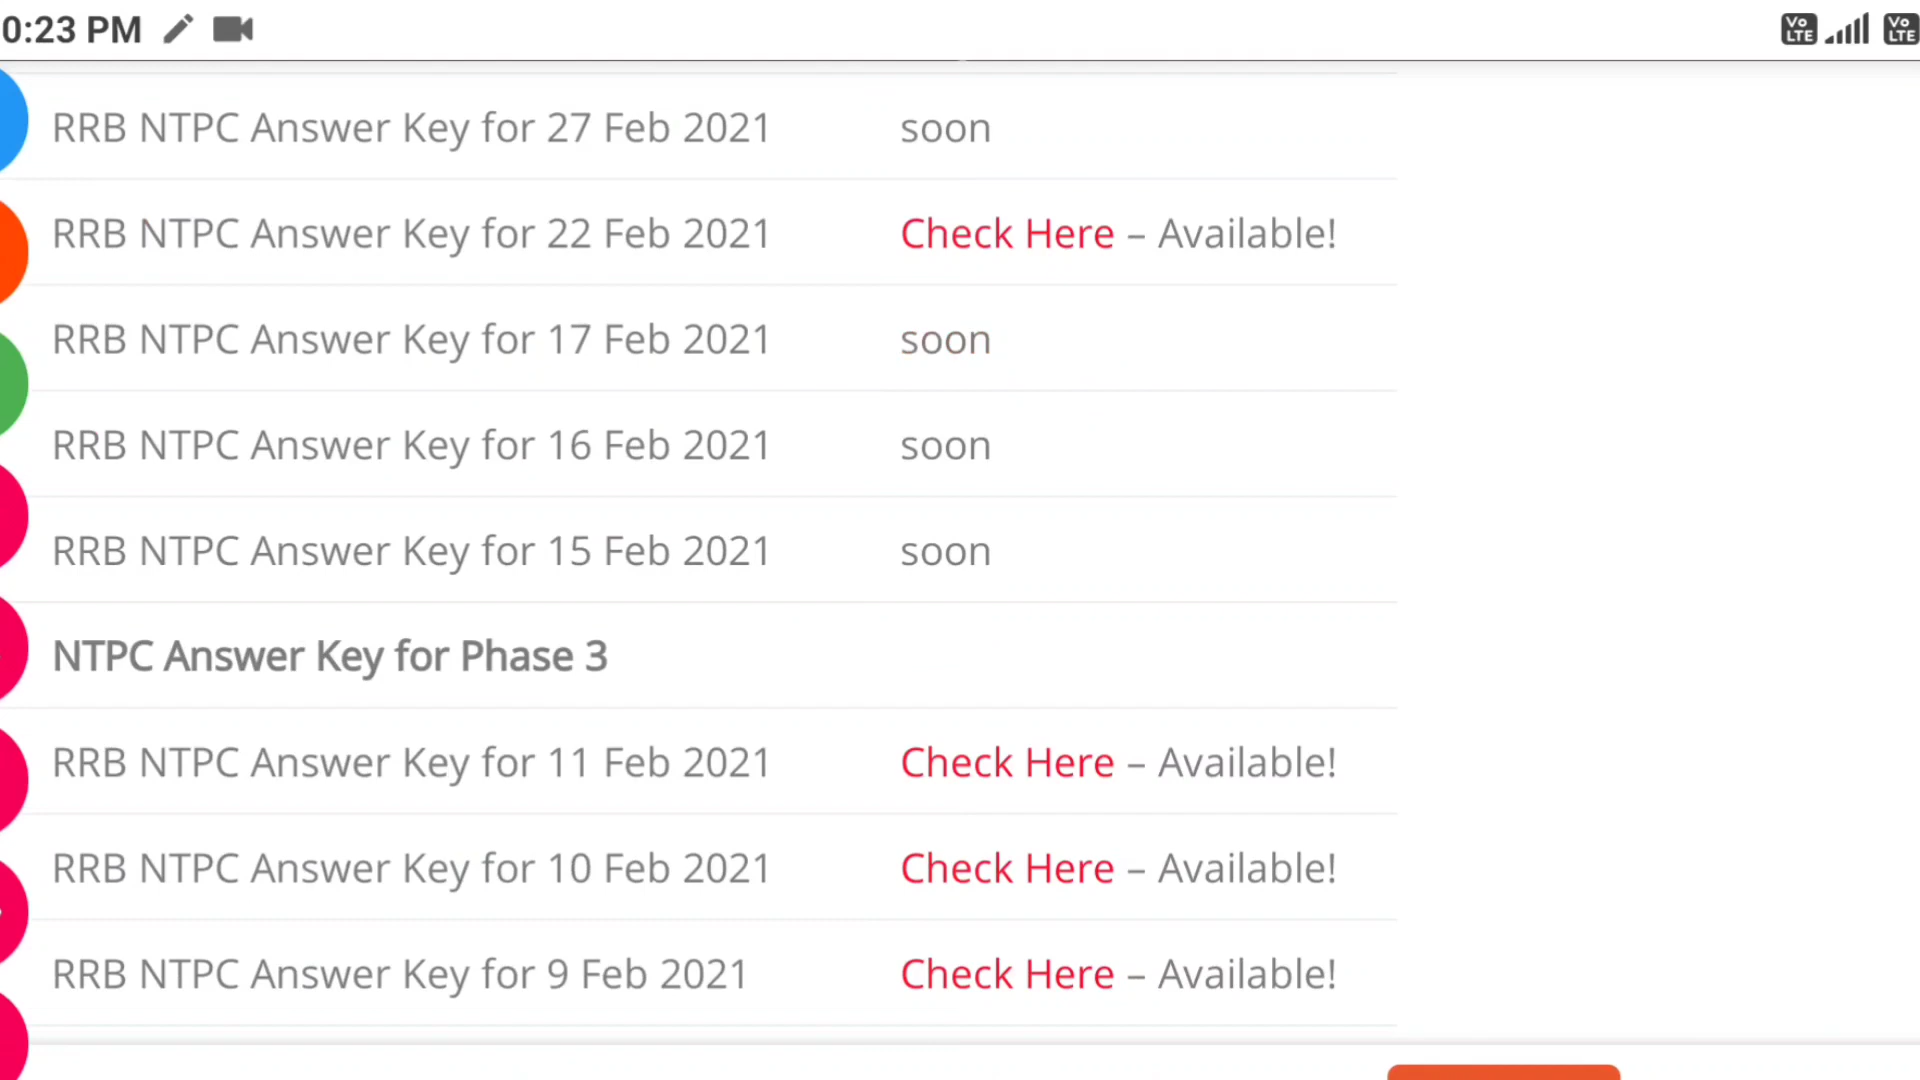 0:23 PM Vo LTE Vo LTE
RRB NTPC Answer Key for 27 Feb 2021 soon
RRB NTPC Answer Key for 22 Feb 2021 Check Here – Available!
RRB NTPC Answer Key for 17 Feb 2021 soon
RRB NTPC Answer Key for 16 Feb 2021 soon
RRB NTPC Answer Key for 15 Feb 2021 soon
NTPC Answer Key for Phase 3
RRB NTPC Answer Key for 11 Feb 2021 Check Here – Available!
RRB NTPC Answer Key for 10 Feb 2021 Check Here – Available!
RRB NTPC Answer Key for 9 Feb 2021 Check Here – Available!